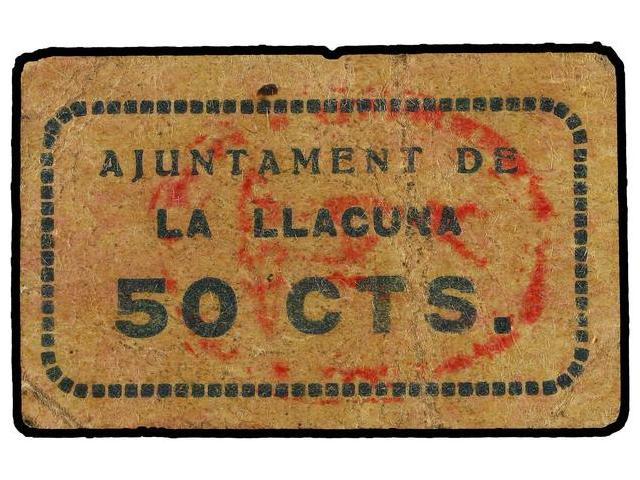 AJUNTAMENT DE
LA LLACUNA
50 CTS.